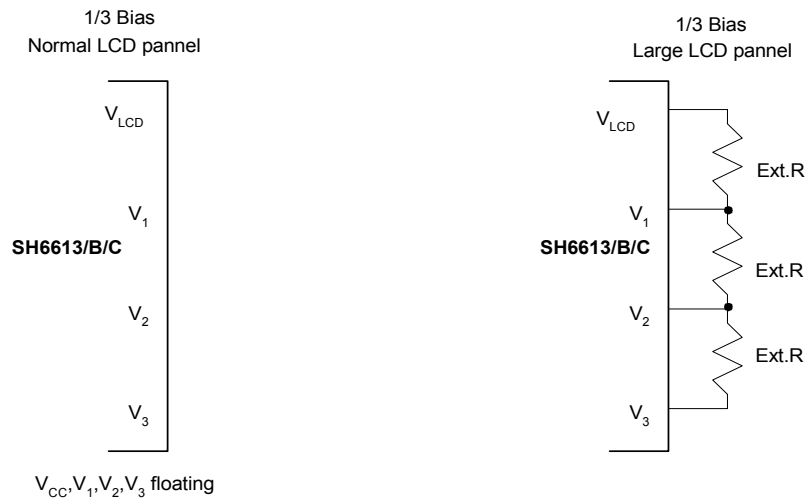 1/3 Bias
Normal LCD pannel
V_LCD
V_1
SH6613/B/C
V_2
V_3
V_CC,V_1,V_2,V_3 floating
1/3 Bias
Large LCD pannel
V_LCD
Ext.R
V_1
SH6613/B/C
Ext.R
V_2
Ext.R
V_3